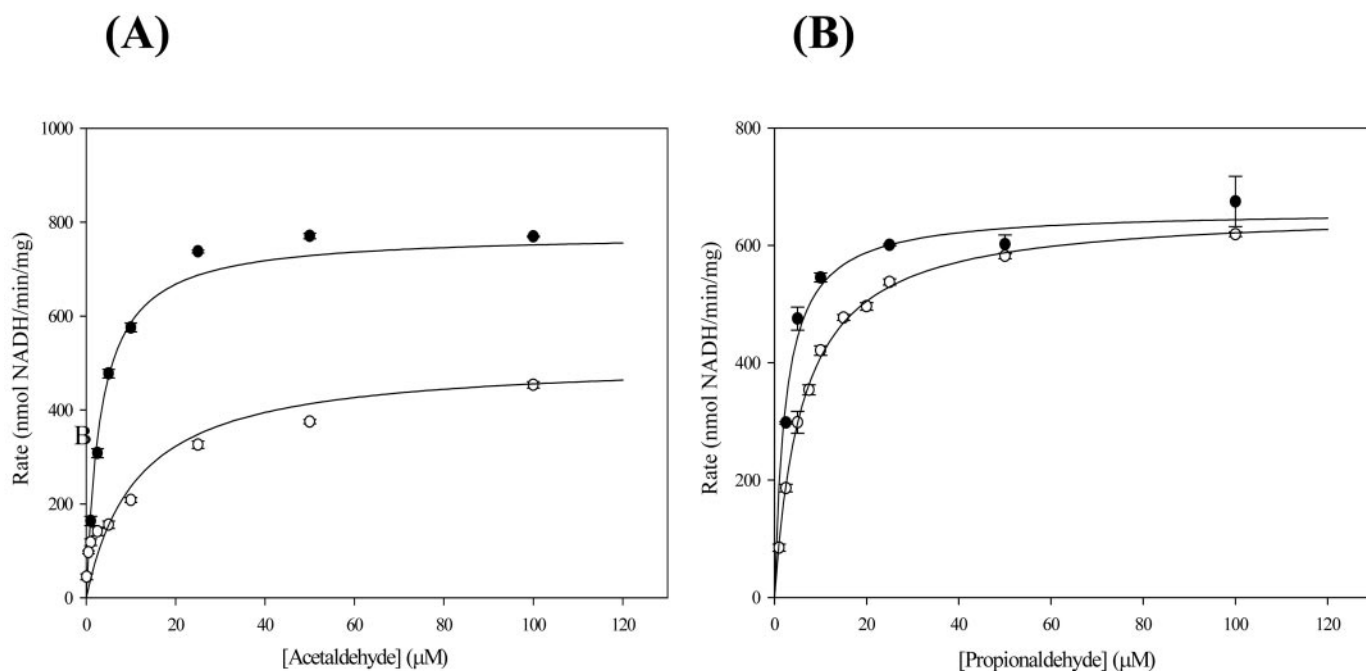 (A)
(B)
1000
800
600
400
200
0
B
Rate (nmol NADH/min/mg)
0 20 40 60 80 100 120
[Acetaldehyde] (μM)
800
600
400
200
0
Rate (nmol NADH/min/mg)
0 20 40 60 80 100 120
[Propionaldehyde] (μM)